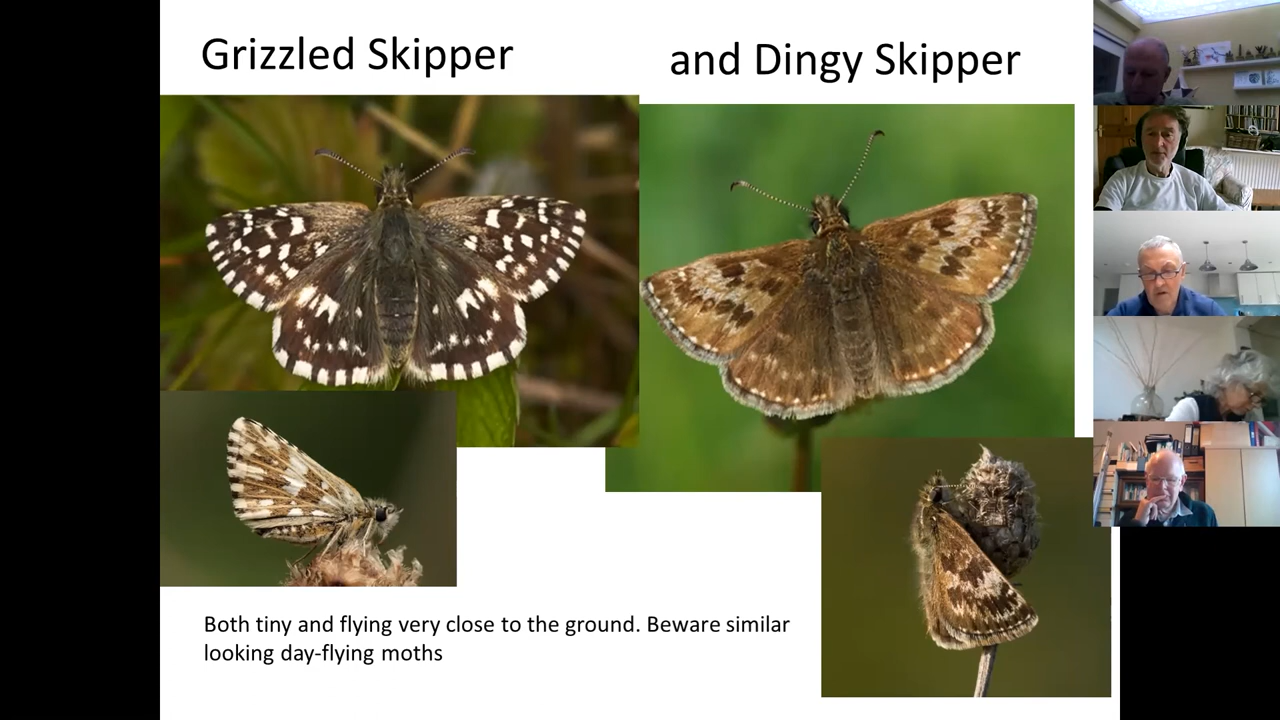 Grizzled Skipper
and Dingy Skipper
Both tiny and flying very close to the ground. Beware similar
looking day-flying moths